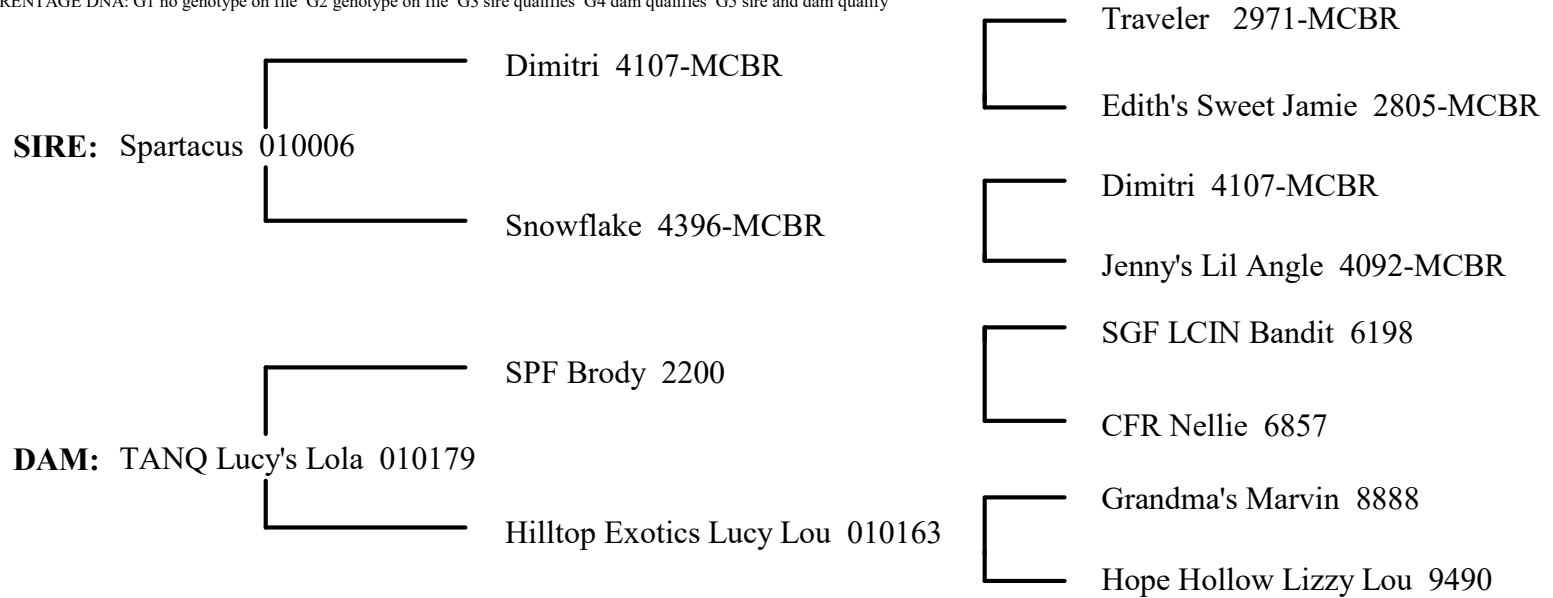 RENTAGE DNA: G1 no genotype on file G2 genotype on file G3 sire qualifies G4 dam qualifies G5 sire and dam qualify
Traveler 2971-MCBR
Dimitri 4107-MCBR
Edith's Sweet Jamie 2805-MCBR
SIRE: Spartacus 010006
Dimitri 4107-MCBR
Snowflake 4396-MCBR
Jenny's Lil Angle 4092-MCBR
SGF LCIN Bandit 6198
SPF Brody 2200
CFR Nellie 6857
DAM: TANQ Lucy's Lola 010179
Grandma's Marvin 8888
Hilltop Exotics Lucy Lou 010163
Hope Hollow Lizzy Lou 9490